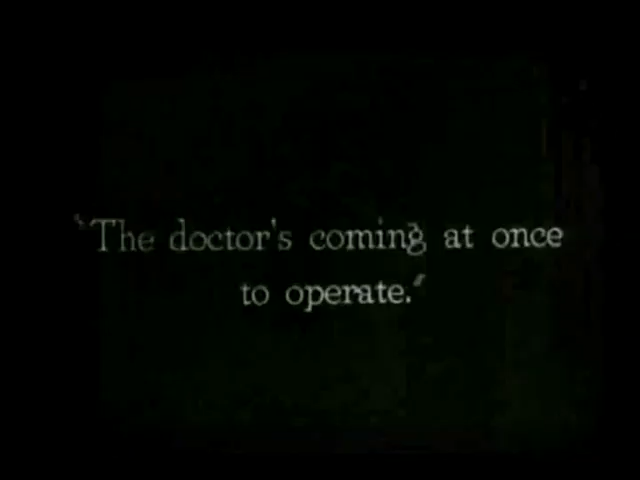 "The doctor's coming at once
to operate."